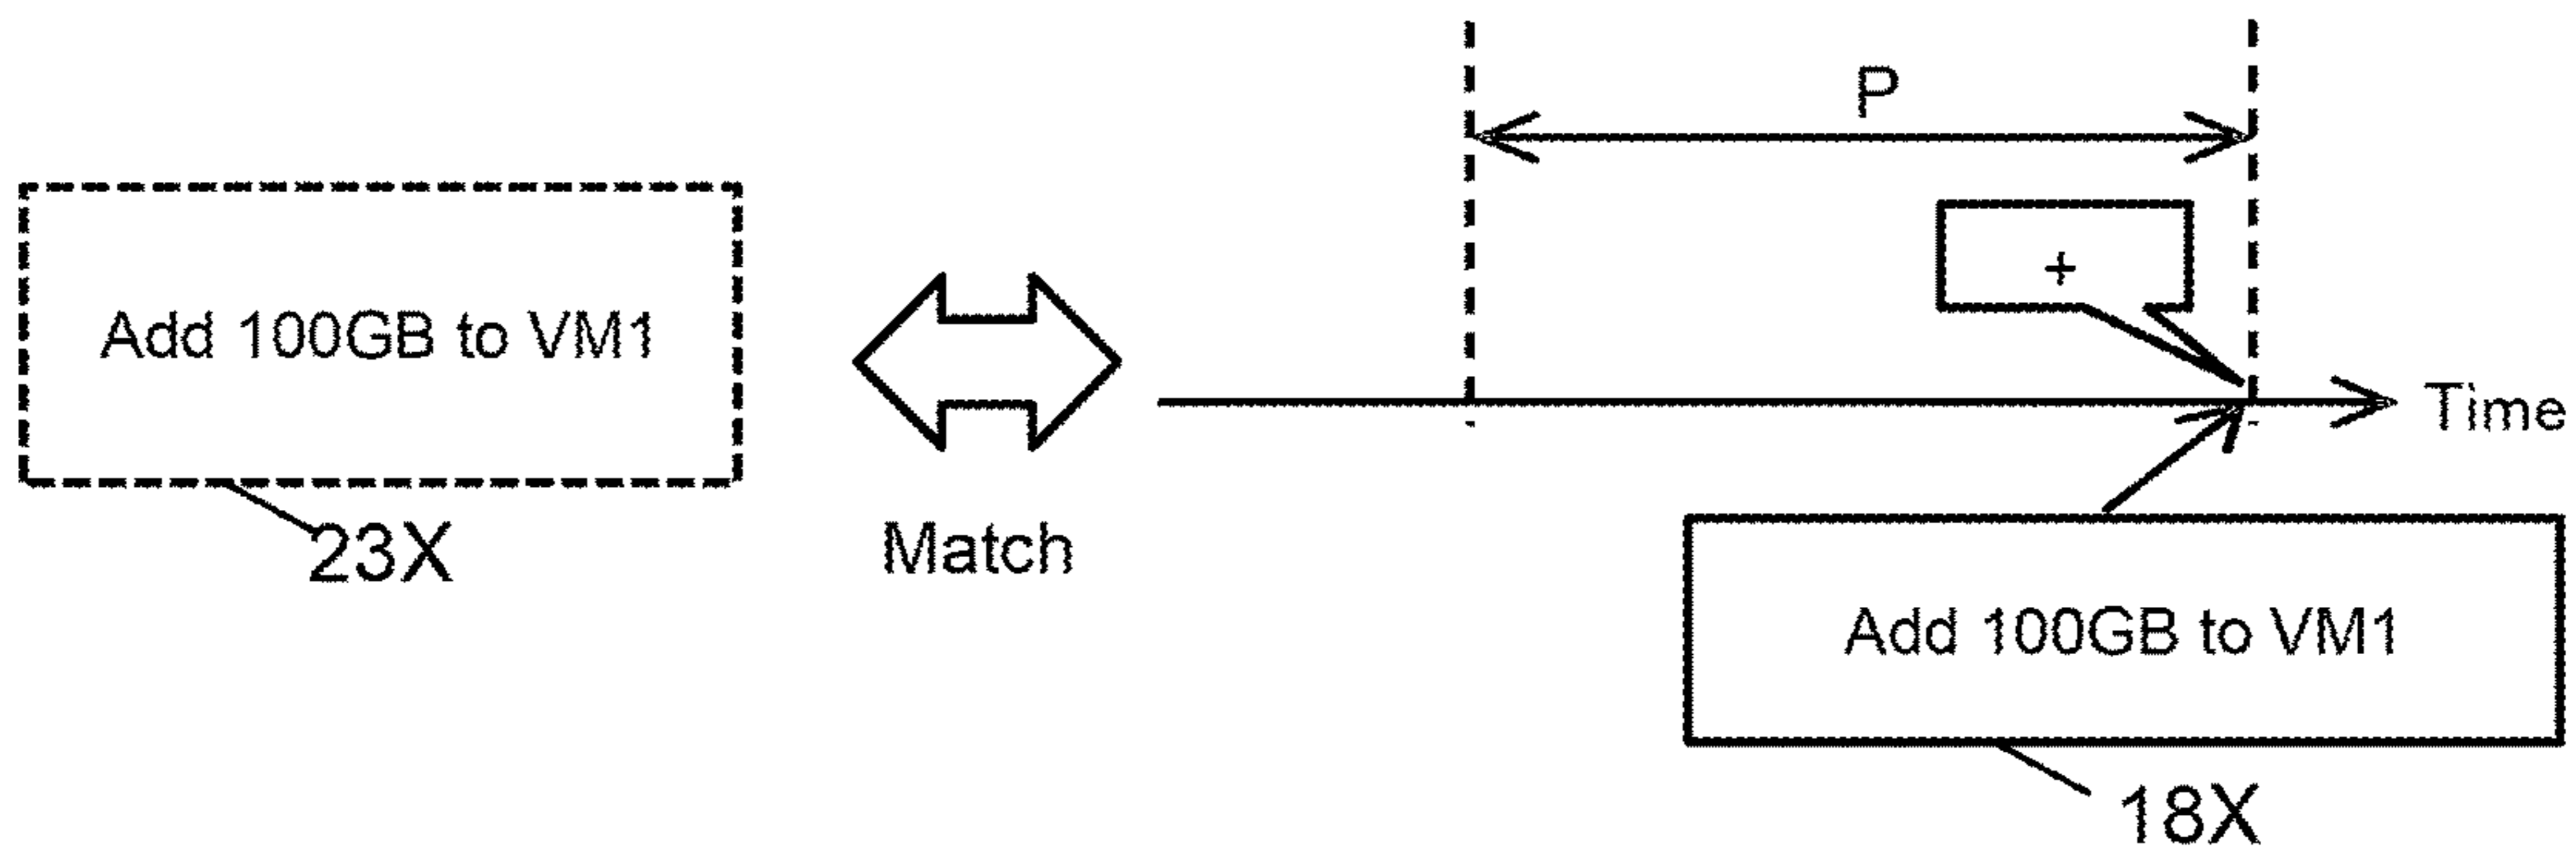 P
+
Add 100GB to VM1
Time
23X
Match
Add 100GB to VM1
18X